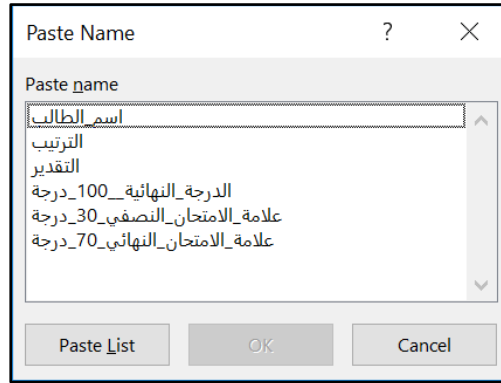 Paste Name
?
Paste name
اسم_الطالب
الترتيب
التقدير
الدرجة_النهائية__100_درجة
علامة_الامتحان_النصفي_30_درجة
علامة_الامتحان_النهائي_70_درجة
Paste List
OK
Cancel